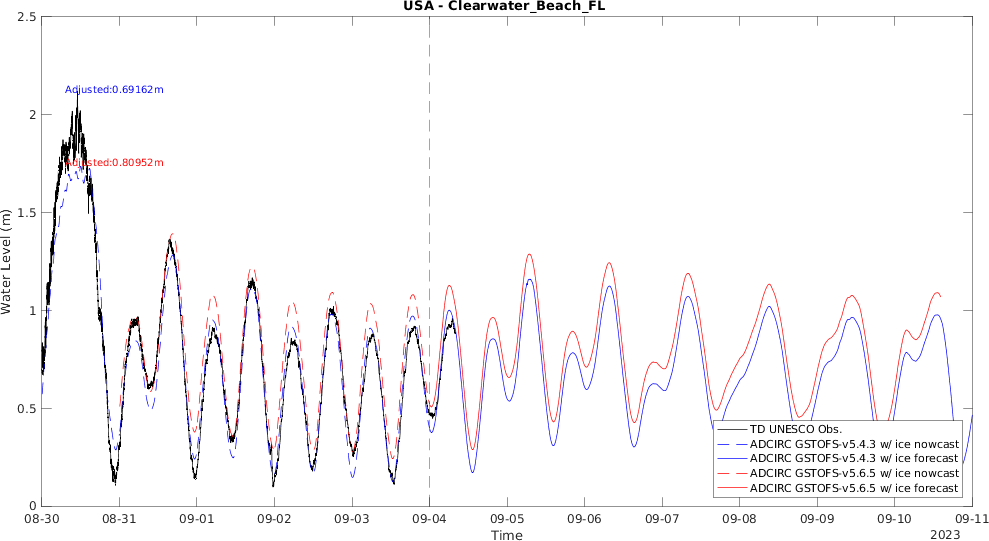 USA - Clearwater_Beach_FL
2.5
2
1.5
1
0.5
0
Water Level (m)
Adjusted:0.69162m
Adjusted:0.80952m
TD UNESCO Obs.
ADCIRC GSTOFS-v5.4.3 w/ ice nowcast
ADCIRC GSTOFS-v5.4.3 w/ ice forecast
ADCIRC GSTOFS-v5.6.5 w/ ice nowcast
ADCIRC GSTOFS-v5.6.5 w/ ice forecast
08-30 08-31 09-01 09-02 09-03 09-04 09-05 09-06 09-07 09-08 09-09 09-10 09-11
Time
2023